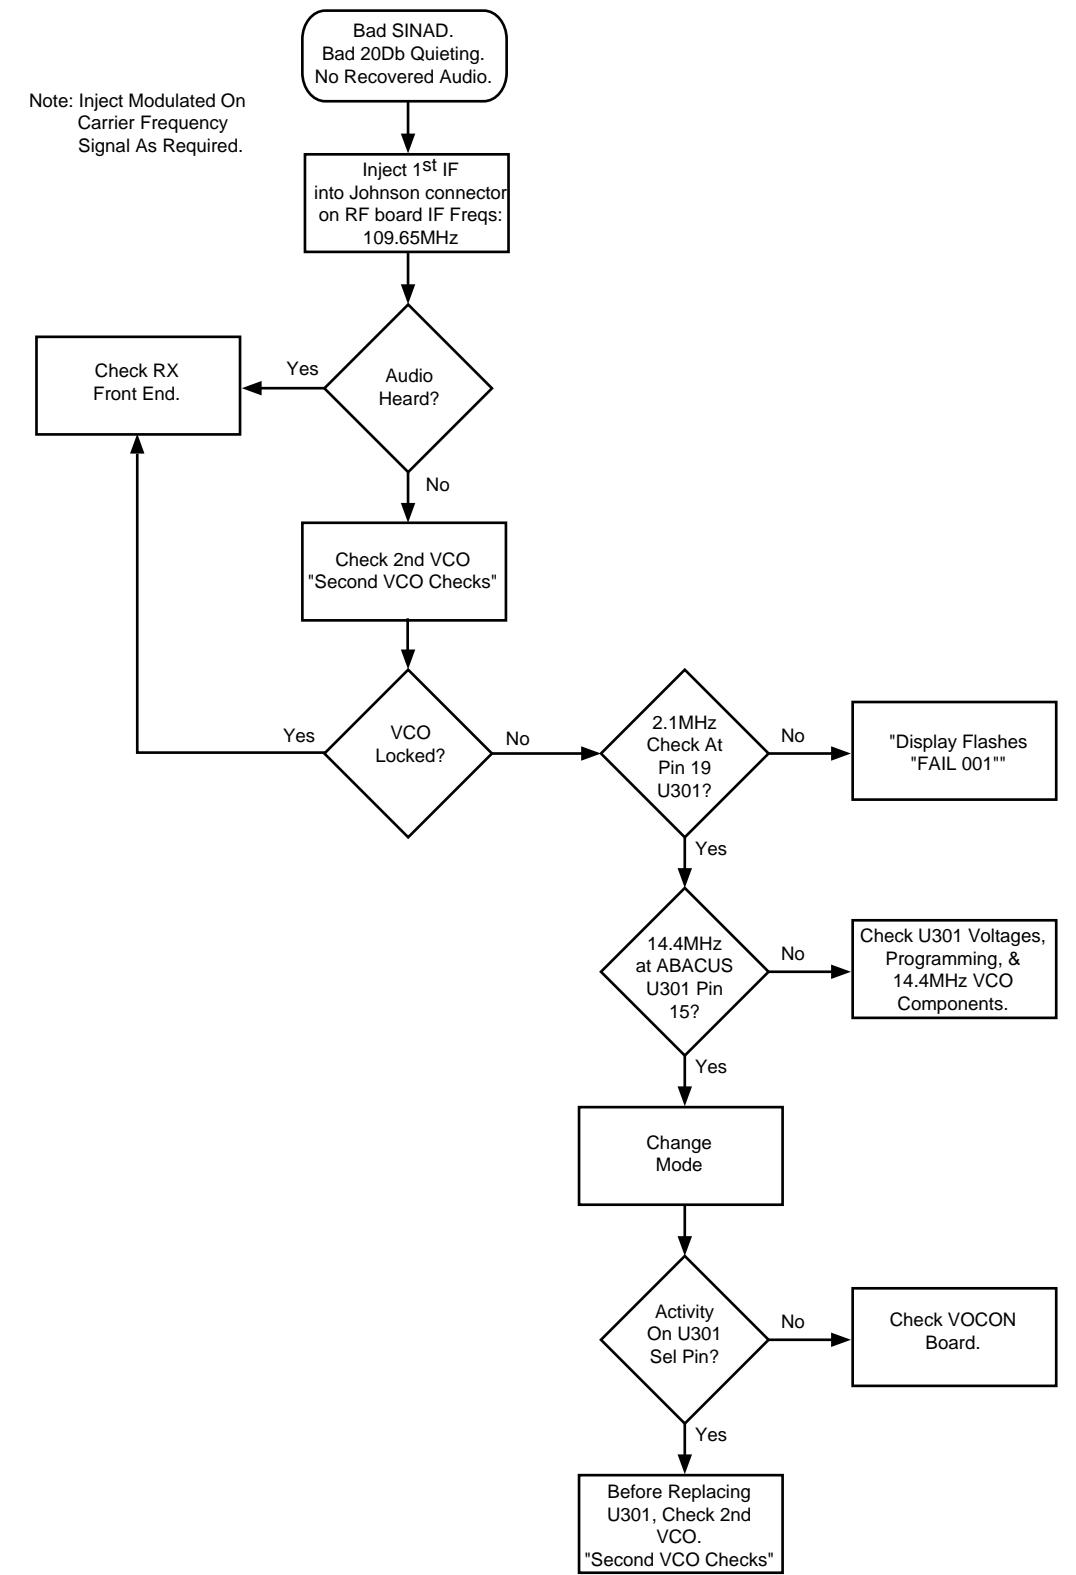 Bad SINAD.
Bad 20Db Quieting.
No Recovered Audio.
Note: Inject Modulated On
Carrier Frequency
Signal As Required.
Inject 1st IF
into Johnson connector
on RF board IF Freqs:
109.65MHz
Audio
Heard?
Yes
Check RX
Front End.
No
Check 2nd VCO
"Second VCO Checks"
VCO
Locked?
Yes
No
2.1MHz
Check At
Pin 19
U301?
No
"Display Flashes
"FAIL 001""
Yes
14.4MHz
at ABACUS
U301 Pin
15?
No
Check U301 Voltages,
Programming, &
14.4MHz VCO
Components.
Yes
Change
Mode
Activity
On U301
Sel Pin?
No
Check VOCON
Board.
Yes
Before Replacing
U301, Check 2nd
VCO.
"Second VCO Checks"